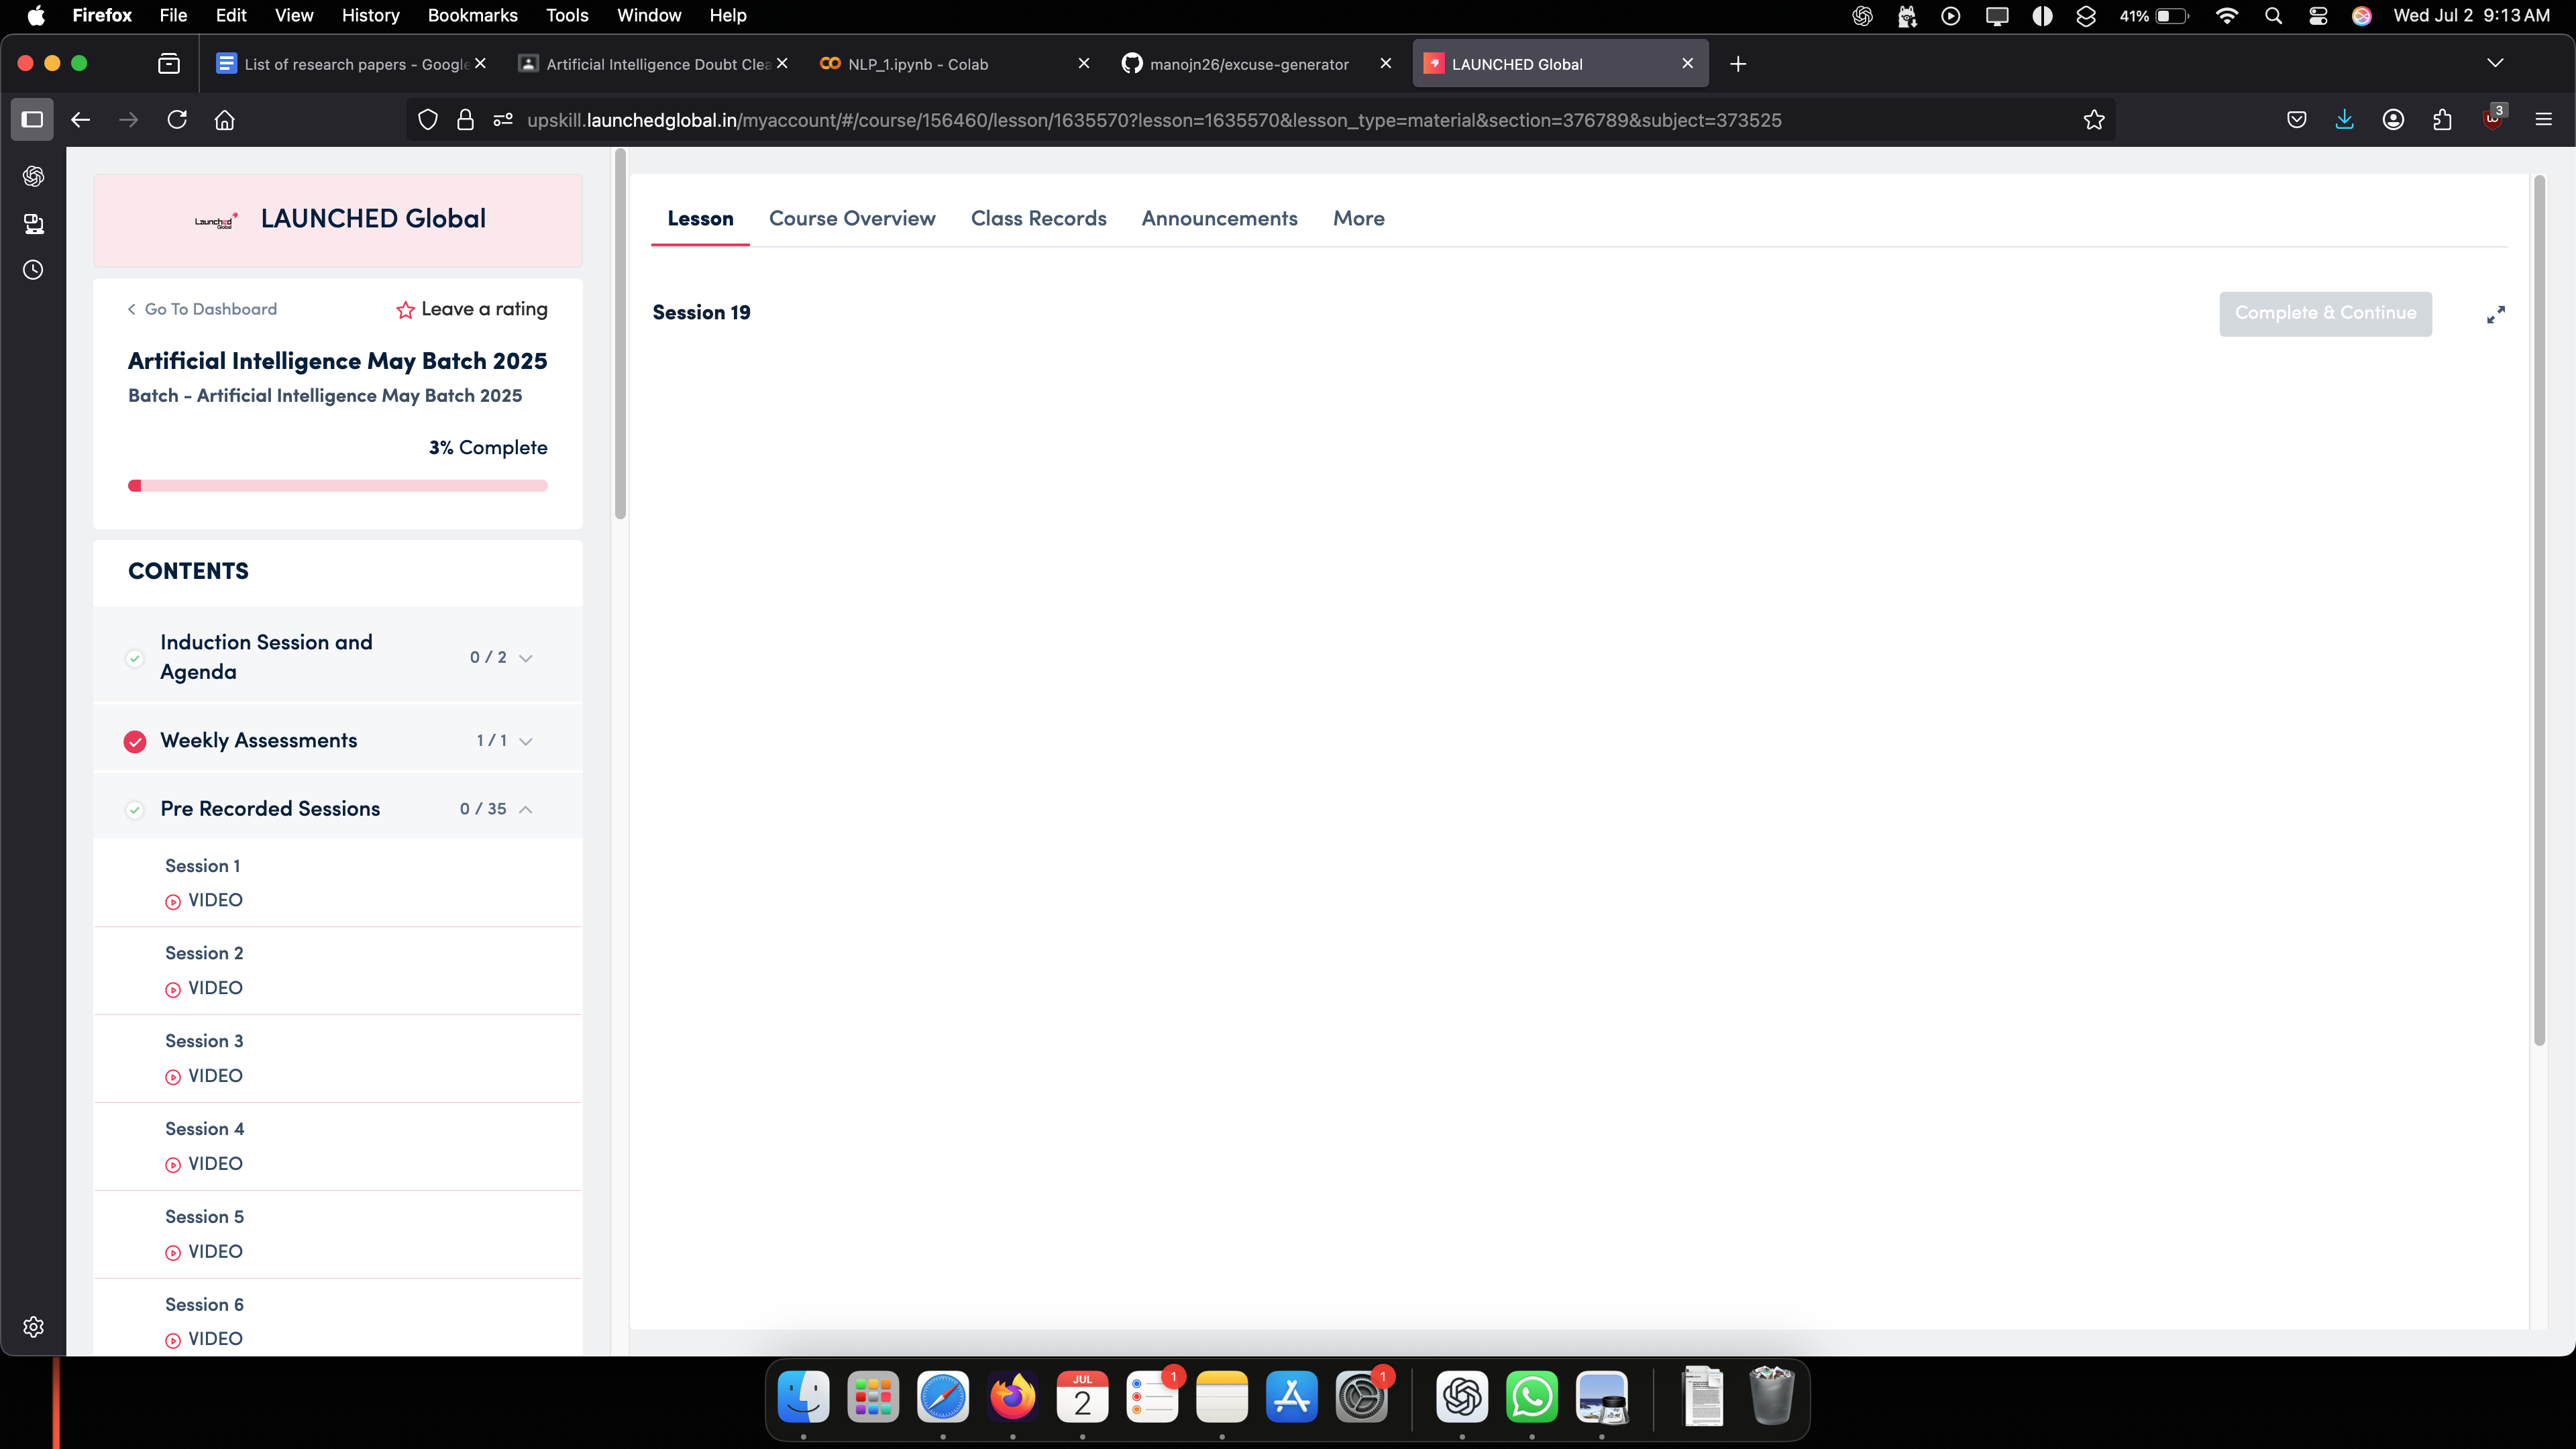 Firefox File Edit View History Bookmarks Tools Window Help 41% Wed Jul 2 9:13 AM
List of research papers - Google
Artificial Intelligence Doubt Clea
NLP_1.ipynb - Colab
manojn26/excuse-generator
LAUNCHED Global
upskill.launchedglobal.in/myaccount/#/course/156460/lesson/1635570?lesson=1635570&lesson_type=material&section=376789&subject=373525
3
Launched Global
LAUNCHED Global
Go To Dashboard
Leave a rating
Artificial Intelligence May Batch 2025
Batch - Artificial Intelligence May Batch 2025
3% Complete
CONTENTS
Induction Session and
Agenda
0 / 2
Weekly Assessments
1 / 1
Pre Recorded Sessions
0 / 35
Session 1
VIDEO
Session 2
VIDEO
Session 3
VIDEO
Session 4
VIDEO
Session 5
VIDEO
Session 6
VIDEO
Lesson Course Overview Class Records Announcements More
Session 19
Complete & Continue
JUL
2
1
1